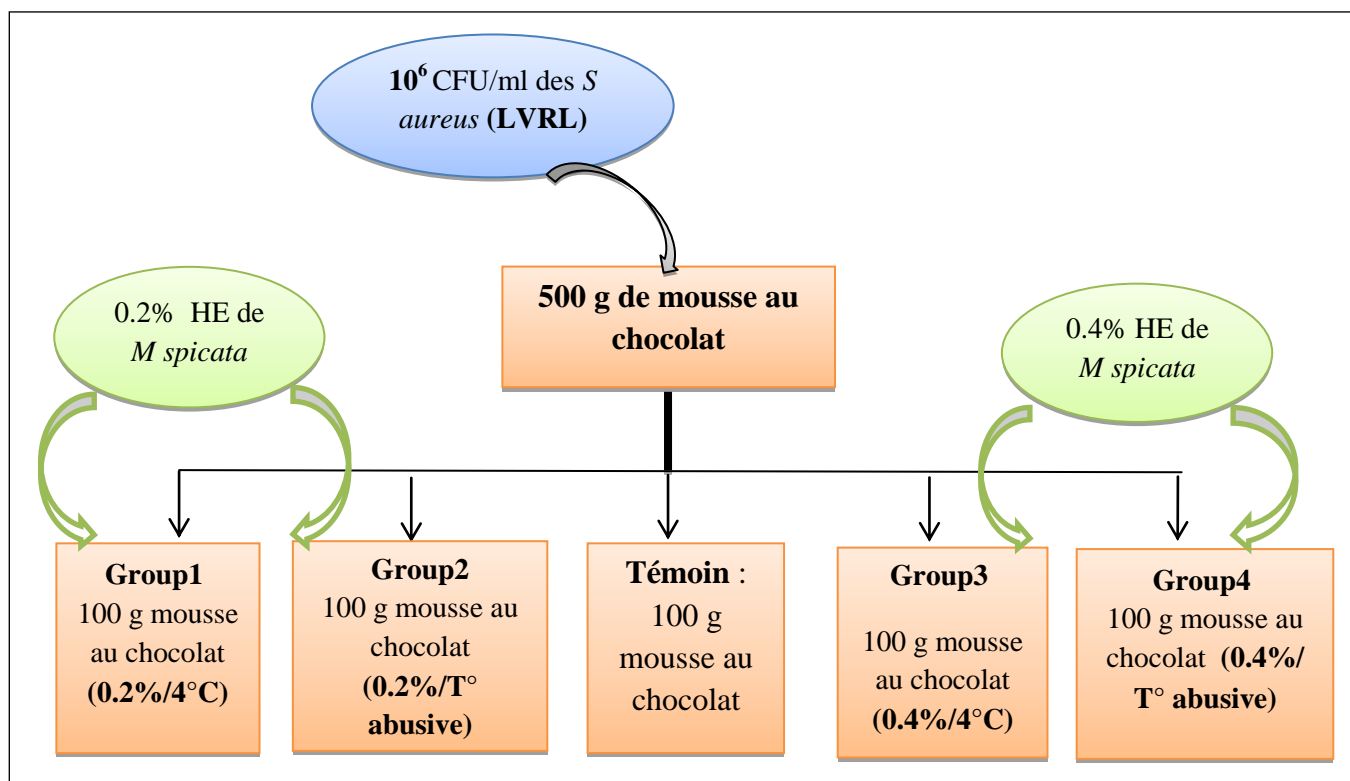 10⁶ CFU/ml des S
aureus (LVRL)
500 g de mousse au
chocolat
0.2% HE de
M spicata
0.4% HE de
M spicata
Group1
100 g mousse
au chocolat
(0.2%/4°C)
Group2
100 g mousse au
chocolat
(0.2%/T°
abusive)
Témoin :
100 g
mousse au
chocolat
Group3
100 g mousse
au chocolat
(0.4%/4°C)
Group4
100 g mousse au
chocolat (0.4%/
T° abusive)